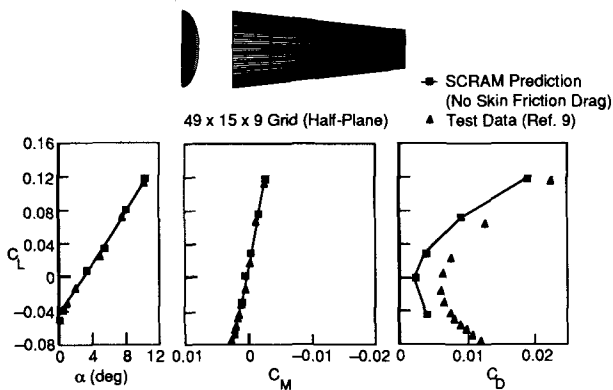 SCRAM Prediction
(No Skin Friction Drag)
49 x 15 x 9 Grid (Half-Plane)
Test Data (Ref. 9)
0.16
0.12
0.08
0.04
0
-0.04
-0.08
C_L
0 4 8 12
α (deg)
0.01 0 -0.01 -0.02
C_M
0 0.01 0.02
C_D